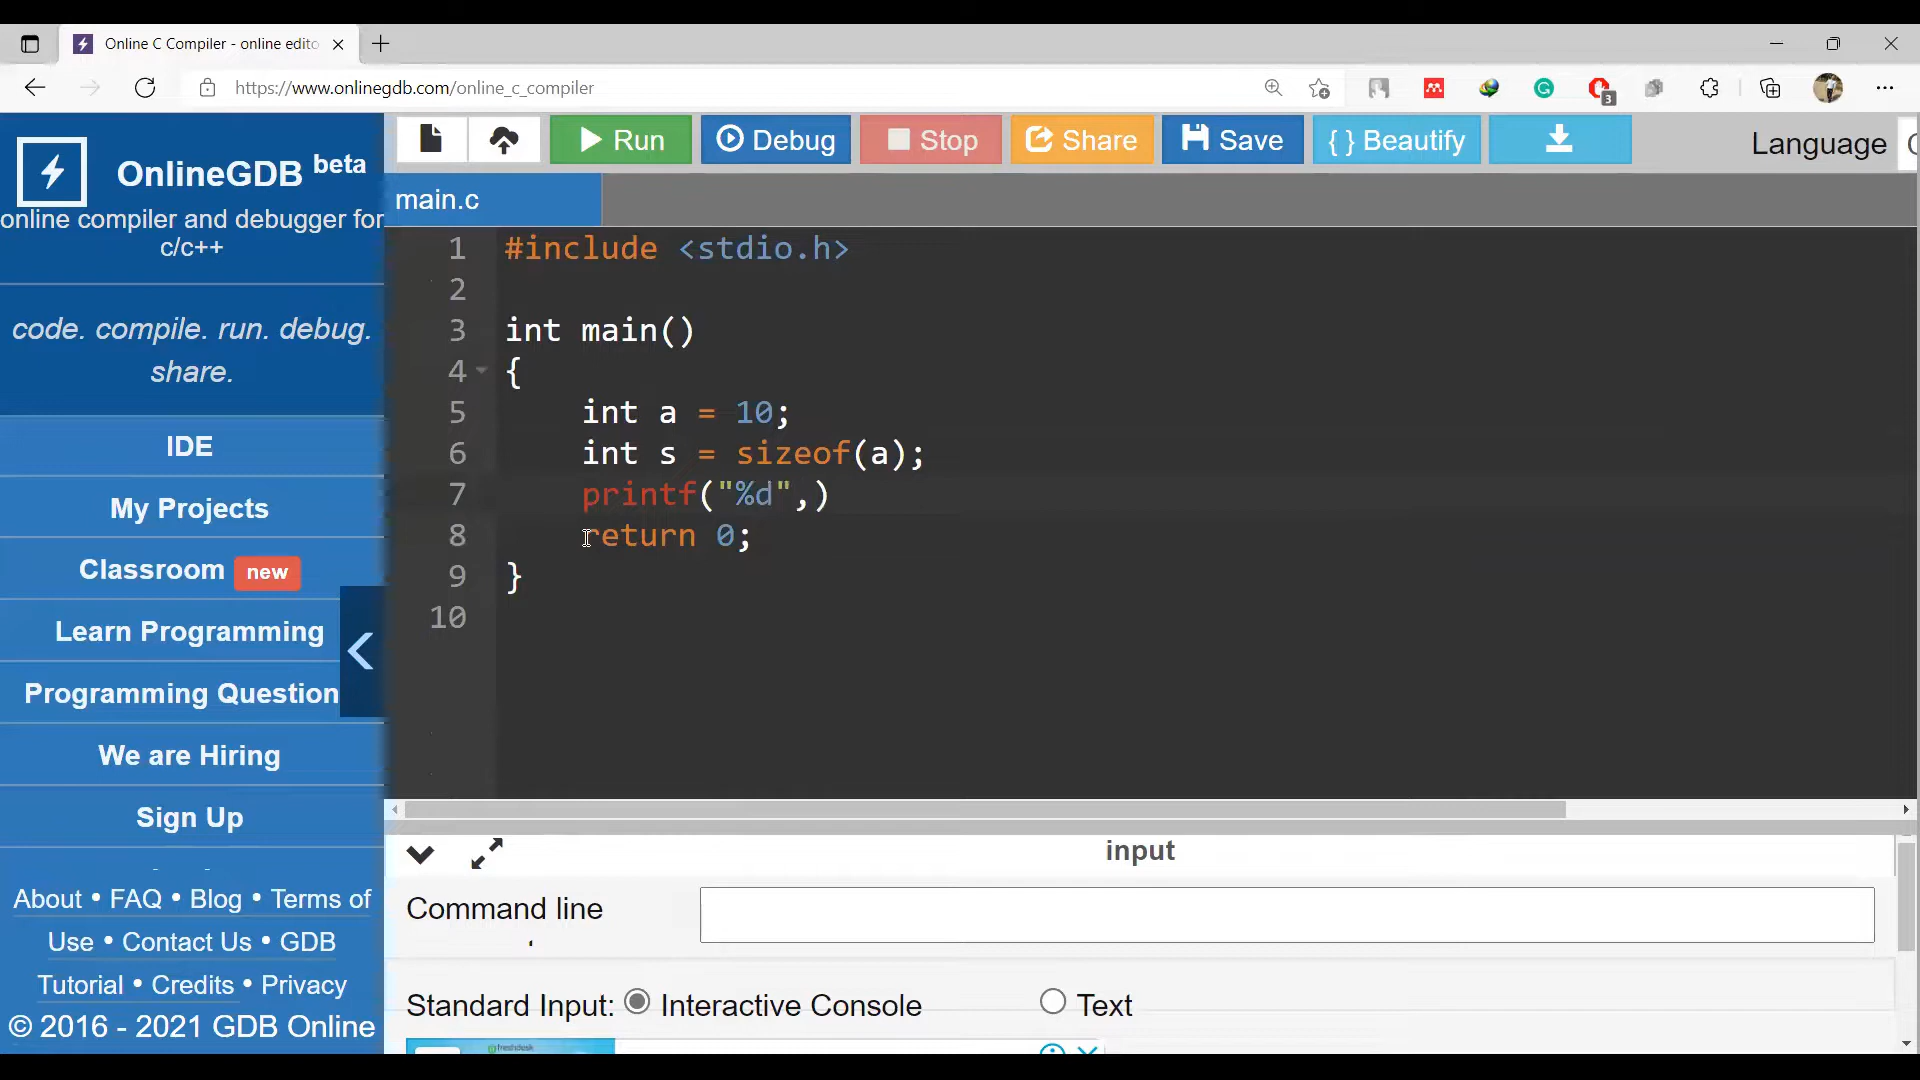 Online C Compiler - online edito
https://www.onlinegdb.com/online_c_compiler
3
OnlineGDB beta
online compiler and debugger for
c/c++
code. compile. run. debug.
share.
IDE
My Projects
Classroom new
Learn Programming
Programming Question
We are Hiring
Sign Up
About • FAQ • Blog • Terms of
Use • Contact Us • GDB
Tutorial • Credits • Privacy
© 2016 - 2021 GDB Online
Run
Debug
Stop
Share
Save
{ } Beautify
Language
main.c
1 #include <stdio.h>
2
3 int main()
4 {
5 int a = 10;
6 int s = sizeof(a);
7 printf("%d",)
8 return 0;
9 }
10
input
Command line
Standard Input: Interactive Console Text
freshdesk